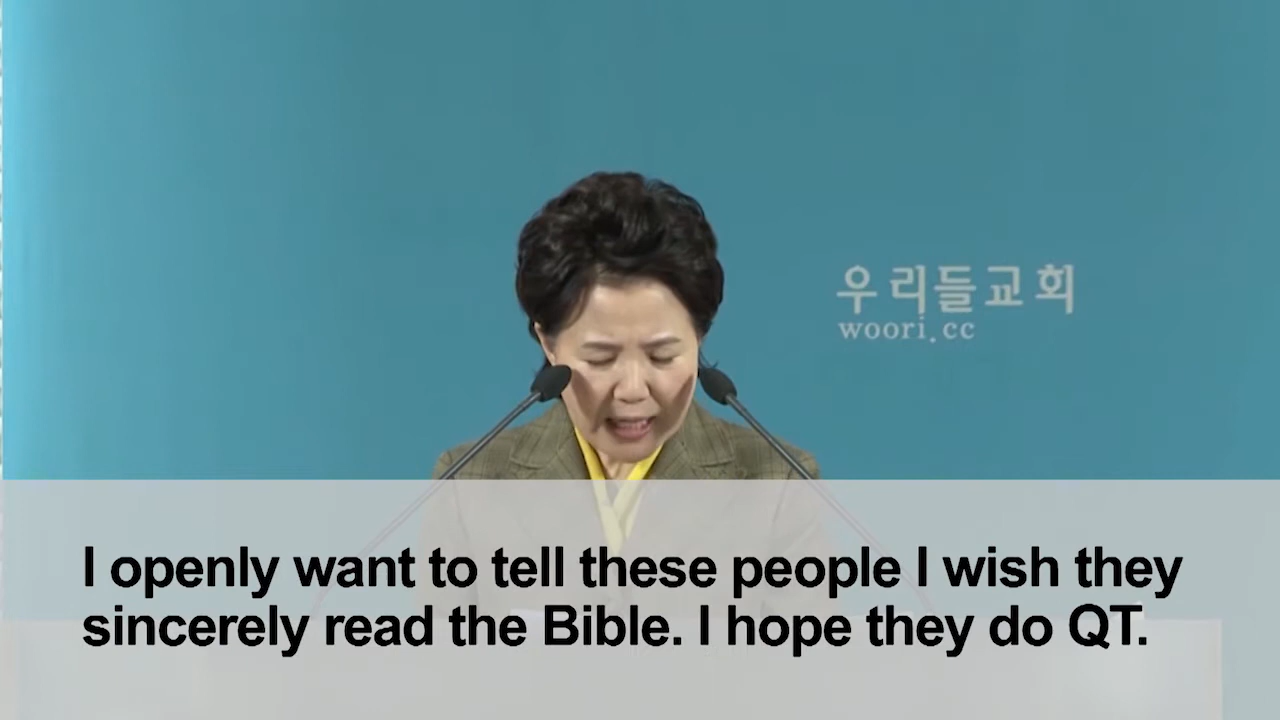 우리들교회
woori.cc
I openly want to tell these people I wish they
sincerely read the Bible. I hope they do QT.